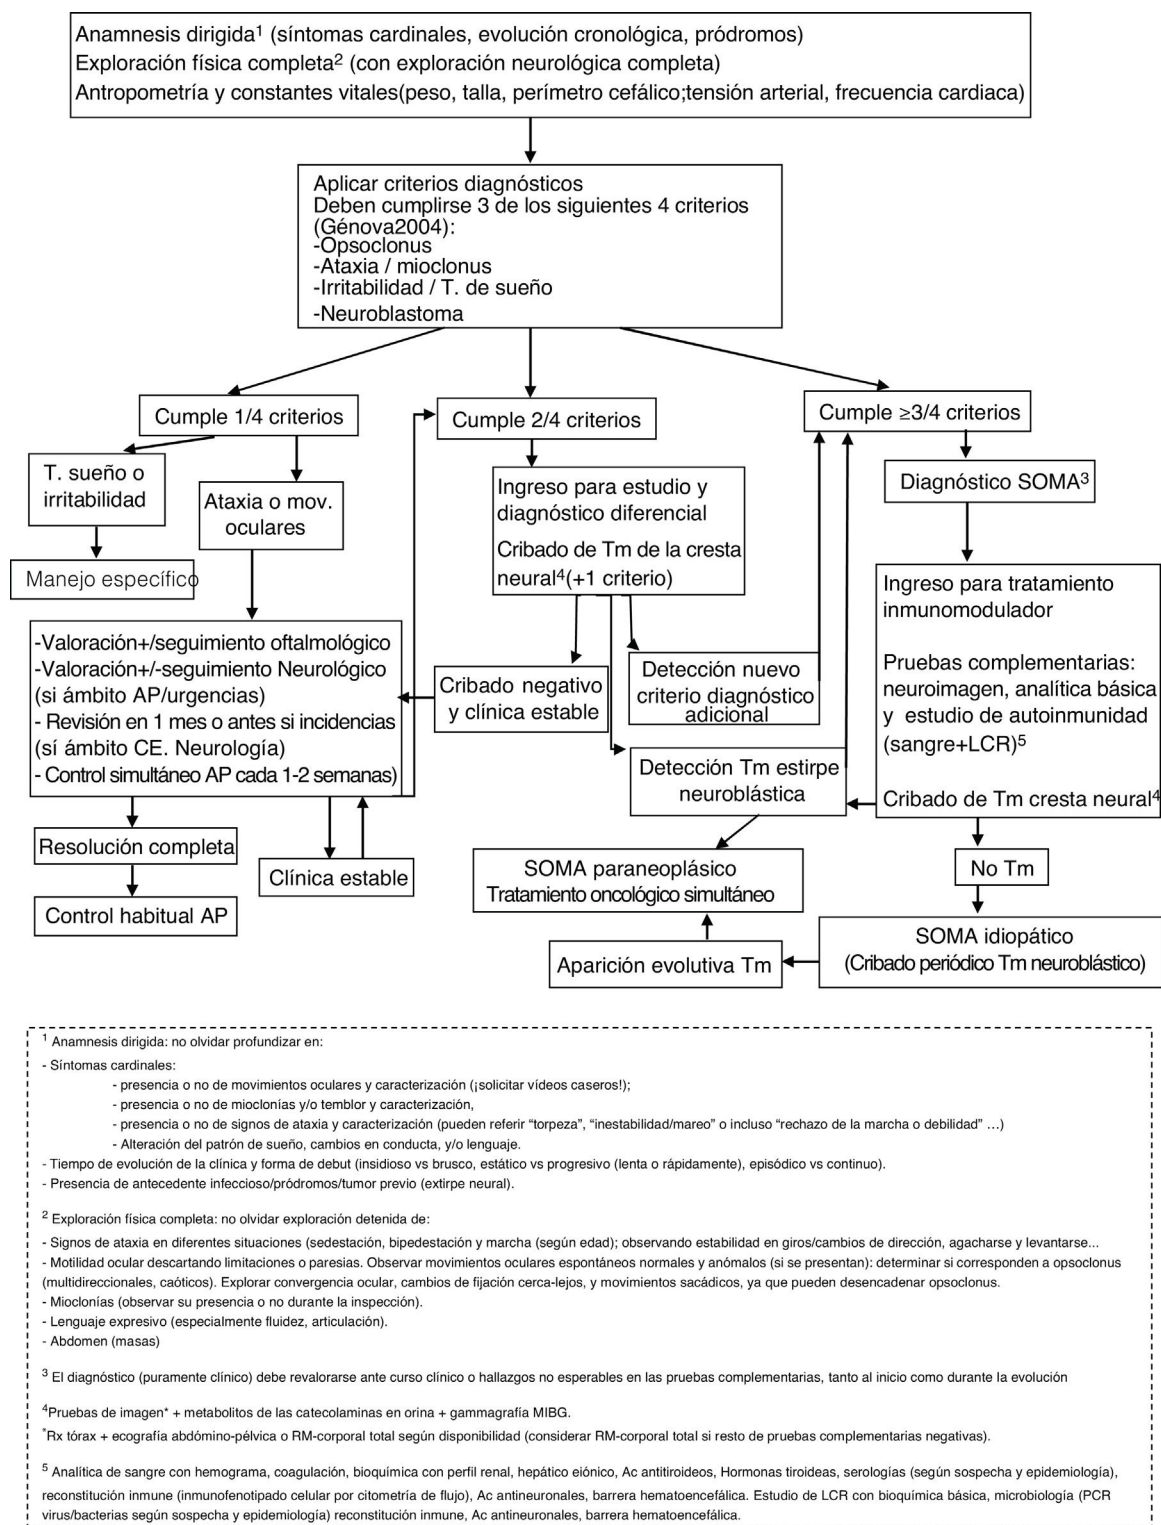 Anamnesis dirigida1 (síntomas cardinales, evolución cronológica, pródromos)
Exploración física completa2 (con exploración neurológica completa)
Antropometría y constantes vitales(peso, talla, perímetro cefálico;tensión arterial, frecuencia cardiaca)
Aplicar criterios diagnósticos
Deben cumplirse 3 de los siguientes 4 criterios
(Génova2004):
-Opsoclonus
-Ataxia / mioclonus
-Irritabilidad / T. de sueño
-Neuroblastoma
Cumple 1/4 criterios
Cumple 2/4 criterios
Cumple ≥3/4 criterios
T. sueño o
irritabilidad
Ataxia o mov.
oculares
Manejo específico
Ingreso para estudio y
diagnóstico diferencial
Cribado de Tm de la cresta
neural4(+1 criterio)
Diagnóstico SOMA3
Ingreso para tratamiento
inmunomodulador
Pruebas complementarias:
neuroimagen, analítica básica
y estudio de autoinmunidad
(sangre+LCR)5
Cribado de Tm cresta neural4
-Valoración+/seguimiento oftalmológico
-Valoración+/-seguimiento Neurológico
(si ámbito AP/urgencias)
- Revisión en 1 mes o antes si incidencias
(sí ámbito CE. Neurología)
- Control simultáneo AP cada 1-2 semanas)
Cribado negativo
y clínica estable
Detección nuevo
criterio diagnóstico
adicional
Detección Tm estirpe
neuroblástica
Resolución completa
Clínica estable
Control habitual AP
SOMA paraneoplásico
Tratamiento oncológico simultáneo
No Tm
Aparición evolutiva Tm
SOMA idiopático
(Cribado periódico Tm neuroblástico)
1 Anamnesis dirigida: no olvidar profundizar en:
- Síntomas cardinales:
- presencia o no de movimientos oculares y caracterización (¡solicitar vídeos caseros!);
- presencia o no de mioclonías y/o temblor y caracterización,
- presencia o no de signos de ataxia y caracterización (pueden referir “torpeza”, “inestabilidad/mareo” o incluso “rechazo de la marcha o debilidad” …)
- Alteración del patrón de sueño, cambios en conducta, y/o lenguaje.
- Tiempo de evolución de la clínica y forma de debut (insidioso vs brusco, estático vs progresivo (lenta o rápidamente), episódico vs continuo).
- Presencia de antecedente infeccioso/pródromos/tumor previo (extirpe neural).
2 Exploración física completa: no olvidar exploración detenida de:
- Signos de ataxia en diferentes situaciones (sedestación, bipedestación y marcha (según edad); observando estabilidad en giros/cambios de dirección, agacharse y levantarse...
- Motilidad ocular descartando limitaciones o paresias. Observar movimientos oculares espontáneos normales y anómalos (si se presentan): determinar si corresponden a opsoclonus
(multidireccionales, caóticos). Explorar convergencia ocular, cambios de fijación cerca-lejos, y movimientos sacádicos, ya que pueden desencadenar opsoclonus.
- Mioclonías (observar su presencia o no durante la inspección).
- Lenguaje expresivo (especialmente fluidez, articulación).
- Abdomen (masas)
3 El diagnóstico (puramente clínico) debe revalorarse ante curso clínico o hallazgos no esperables en las pruebas complementarias, tanto al inicio como durante la evolución
4Pruebas de imagen* + metabolitos de las catecolaminas en orina + gammagrafía MIBG.
*Rx tórax + ecografía abdómino-pélvica o RM-corporal total según disponibilidad (considerar RM-corporal total si resto de pruebas complementarias negativas).
5 Analítica de sangre con hemograma, coagulación, bioquímica con perfil renal, hepático eiónico, Ac antitiroideos, Hormonas tiroideas, serologías (según sospecha y epidemiología),
reconstitución inmune (inmunofenotipado celular por citometría de flujo), Ac antineuronales, barrera hematoencefálica. Estudio de LCR con bioquímica básica, microbiología (PCR
virus/bacterias según sospecha y epidemiología) reconstitución inmune, Ac antineuronales, barrera hematoencefálica.